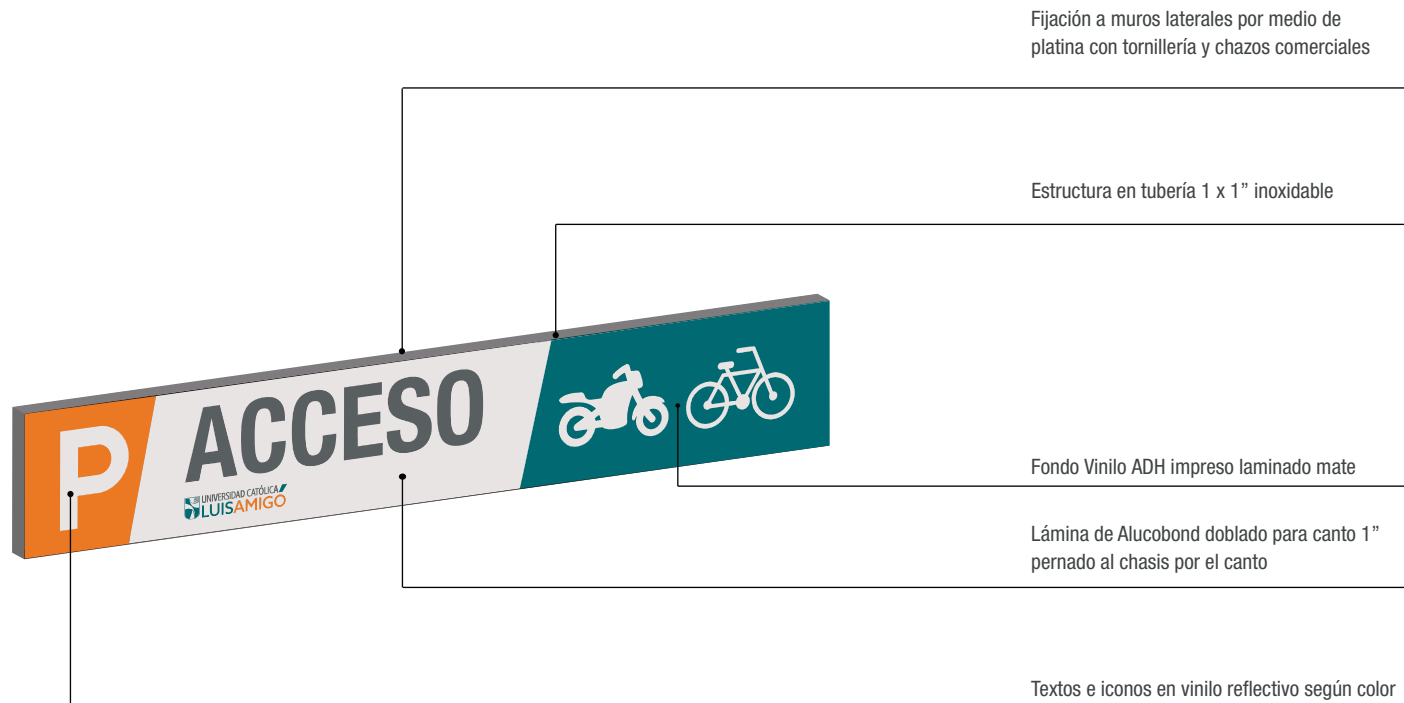 Fijación a muros laterales por medio de
platina con tornillería y chazos comerciales
Estructura en tubería 1 x 1” inoxidable
P
ACCESO
UNIVERSIDAD CATÓLICA
LUISAMIGÓ
Fondo Vinilo ADH impreso laminado mate
Lámina de Alucobond doblado para canto 1”
pernado al chasis por el canto
Textos e iconos en vinilo reflectivo según color